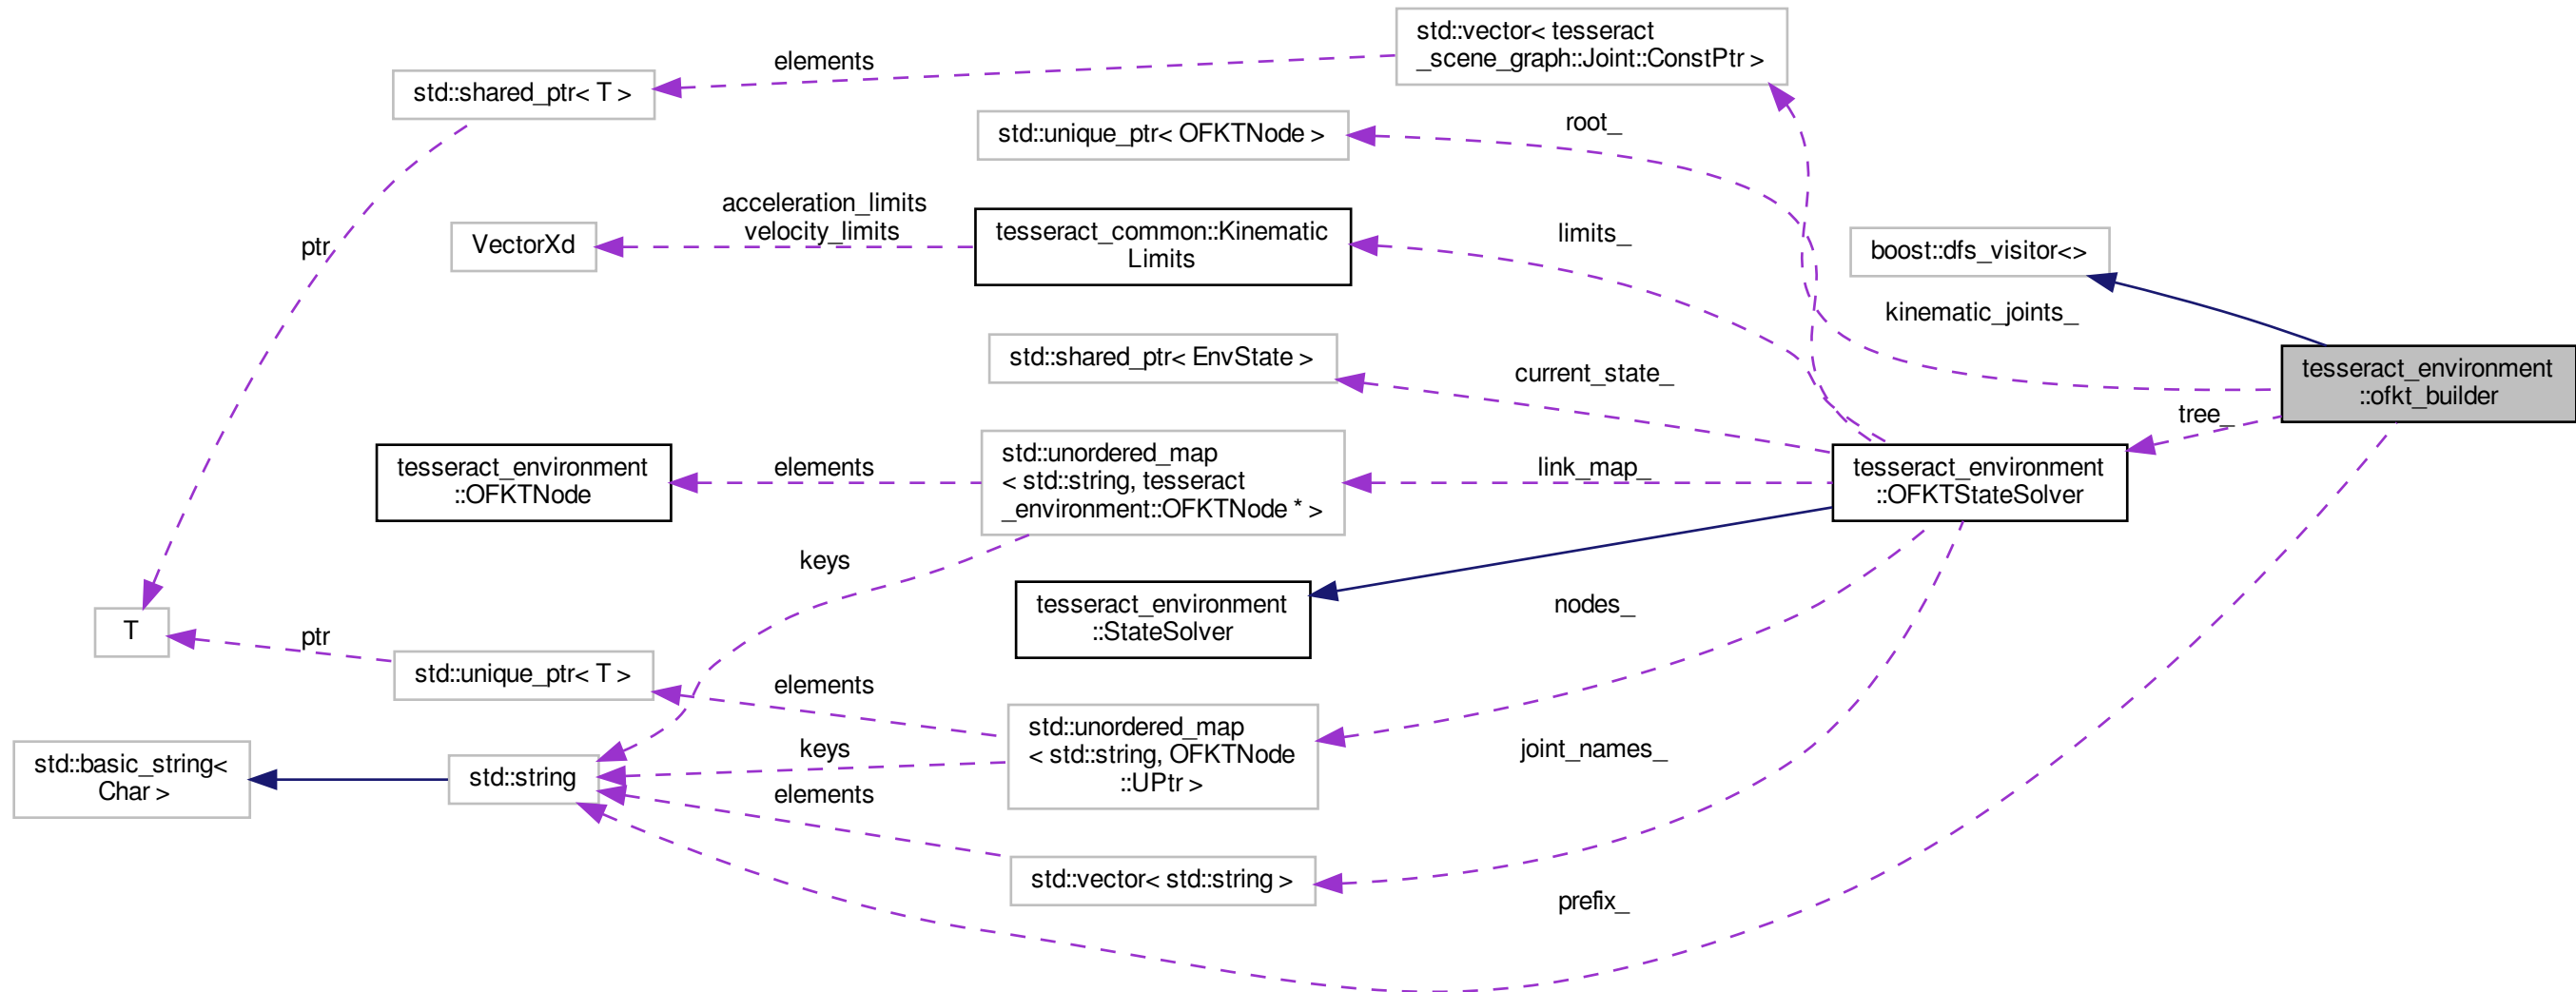 std::vector< tesseract
_scene_graph::Joint::ConstPtr >
elements
std::shared_ptr< T >
std::unique_ptr< OFKTNode >
root_
acceleration_limits
velocity_limits
VectorXd
tesseract_common::Kinematic
Limits
limits_
ptr
boost::dfs_visitor<>
kinematic_joints_
std::shared_ptr< EnvState >
current_state_
tesseract_environment
::ofkt_builder
tree_
tesseract_environment
::OFKTNode
elements
std::unordered_map
< std::string, tesseract
_environment::OFKTNode * >
link_map_
tesseract_environment
::OFKTStateSolver
keys
tesseract_environment
::StateSolver
nodes_
T
ptr
std::unique_ptr< T >
elements
std::unordered_map
< std::string, OFKTNode
::UPtr >
keys
joint_names_
std::basic_string<
Char >
std::string
elements
std::vector< std::string >
prefix_